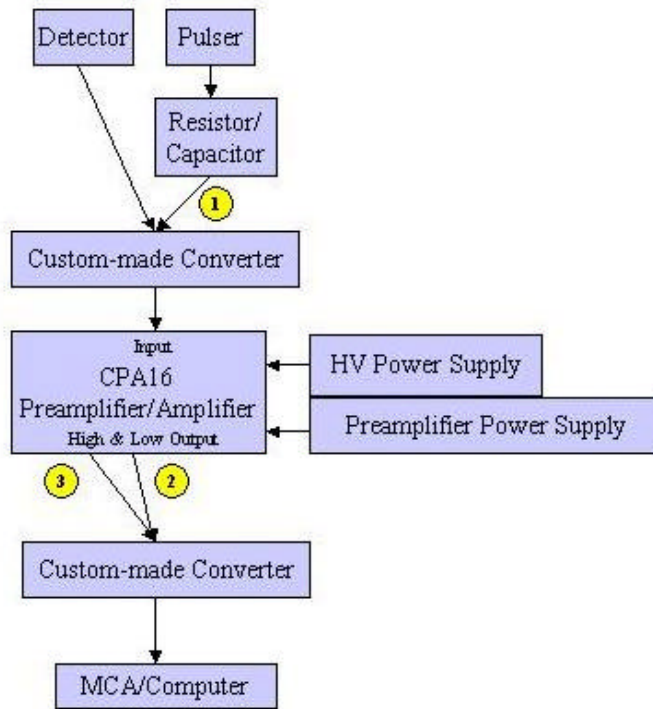 Detector
Pulser
Resistor/
Capacitor
1
Custom-made Converter
Input
CPA16
Preamplifier/Amplifier
High & Low Output
HV Power Supply
Preamplifier Power Supply
3
2
Custom-made Converter
MCA/Computer